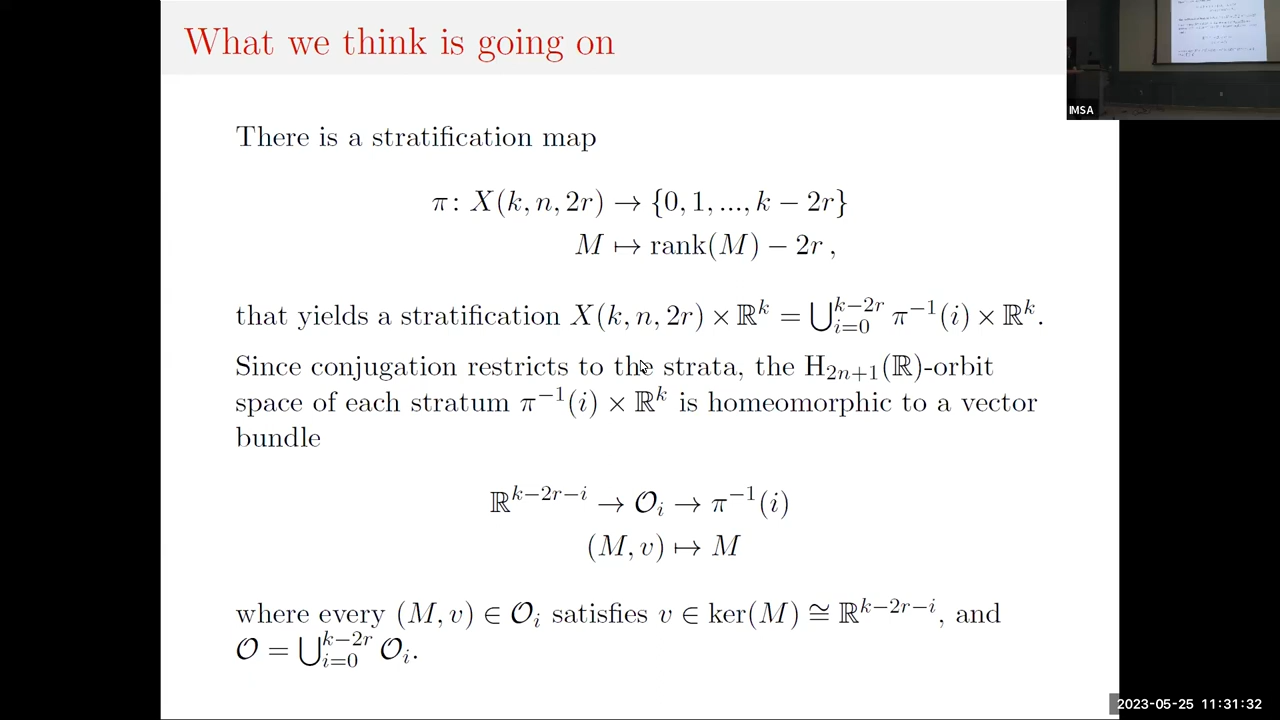 What we think is going on
IMSA
There is a stratification map
π: X(k, n, 2r) → {0, 1, ..., k − 2r}
M ↦ rank(M) − 2r ,
that yields a stratification X(k, n, 2r) × ℝ^k = ⋃_{i=0}^{k−2r} π^{−1}(i) × ℝ^k.
Since conjugation restricts to the strata, the H_{2n+1}(ℝ)-orbit
space of each stratum π^{−1}(i) × ℝ^k is homeomorphic to a vector
bundle
ℝ^{k−2r−i} → 𝒪_i → π^{−1}(i)
(M, v) ↦ M
where every (M, v) ∈ 𝒪_i satisfies v ∈ ker(M) ≅ ℝ^{k−2r−i}, and
𝒪 = ⋃_{i=0}^{k−2r} 𝒪_i.
2023-05-25 11:31:32